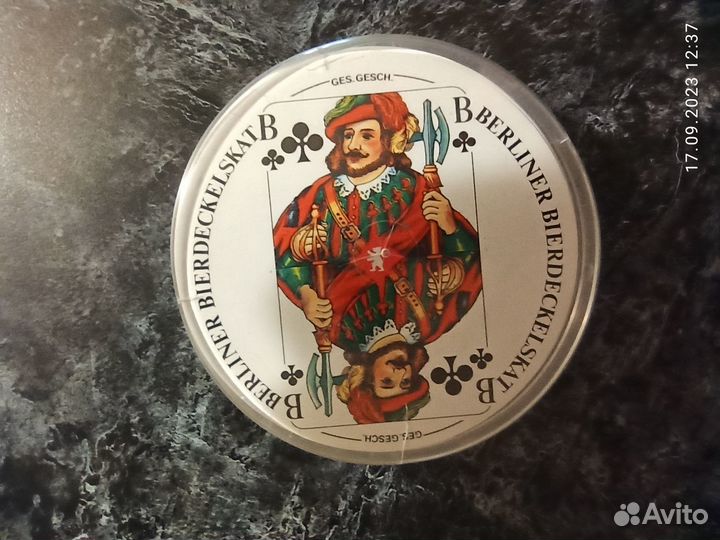 GES. GESCH.
B
B
BERLINER BIERDECKELSKAT
BERLINER BIERDECKELSKAT
B
B
GES. GESCH.
17.09.2023 12:37
Avito